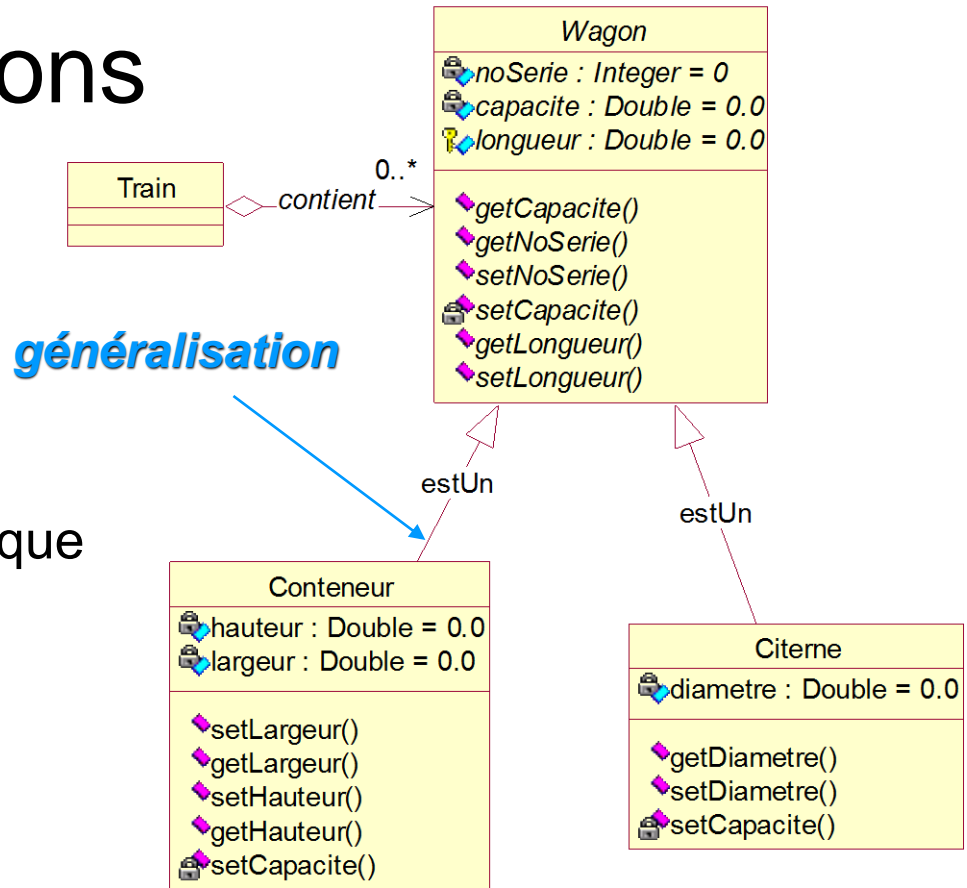 ons
Wagon
noSerie : Integer = 0
capacite : Double = 0.0
longueur : Double = 0.0
getCapacite()
getNoSerie()
setNoSerie()
setCapacite()
getLongueur()
setLongueur()
Train
contient
0..*
généralisation
estUn
estUn
que
Conteneur
hauteur : Double = 0.0
largeur : Double = 0.0
setLargeur()
getLargeur()
setHauteur()
getHauteur()
setCapacite()
Citerne
diametre : Double = 0.0
getDiametre()
setDiametre()
setCapacite()